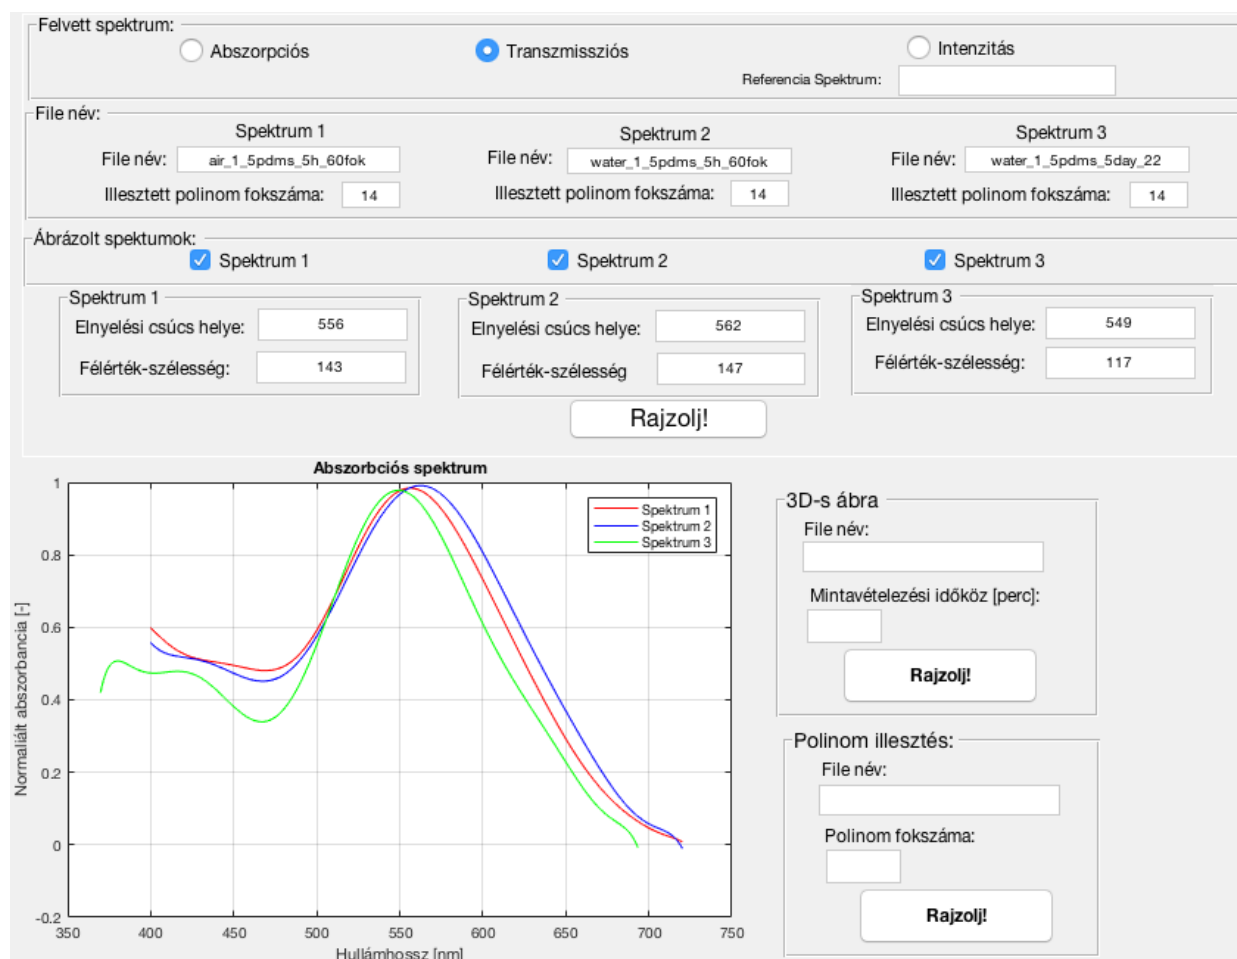 Felvett spektrum:
Abszorpciós Transzmissziós Intenzitás
Referencia Spektrum:
File név:
Spektrum 1 Spektrum 2 Spektrum 3
File név: air_1_5pdms_5h_60fok File név: water_1_5pdms_5h_60fok File név: water_1_5pdms_5day_22
Illesztett polinom fokszáma: 14 Illesztett polinom fokszáma: 14 Illesztett polinom fokszáma: 14
Ábrázolt spektumok:
Spektrum 1 Spektrum 2 Spektrum 3
Spektrum 1 Spektrum 2 Spektrum 3
Elnyelési csúcs helye: 556 Elnyelési csúcs helye: 562 Elnyelési csúcs helye: 549
Félérték-szélesség: 143 Félérték-szélesség 147 Félérték-szélesség: 117
Rajzolj!
Abszorbciós spektrum
1
0.8
0.6
0.4
0.2
0
-0.2
Normaliált abszorbancia [-]
Spektrum 1
Spektrum 2
Spektrum 3
350 400 450 500 550 600 650 700 750
Hullámhossz [nm]
3D-s ábra
File név:
Mintavételezési időköz [perc]:
Rajzolj!
Polinom illesztés:
File név:
Polinom fokszáma:
Rajzolj!